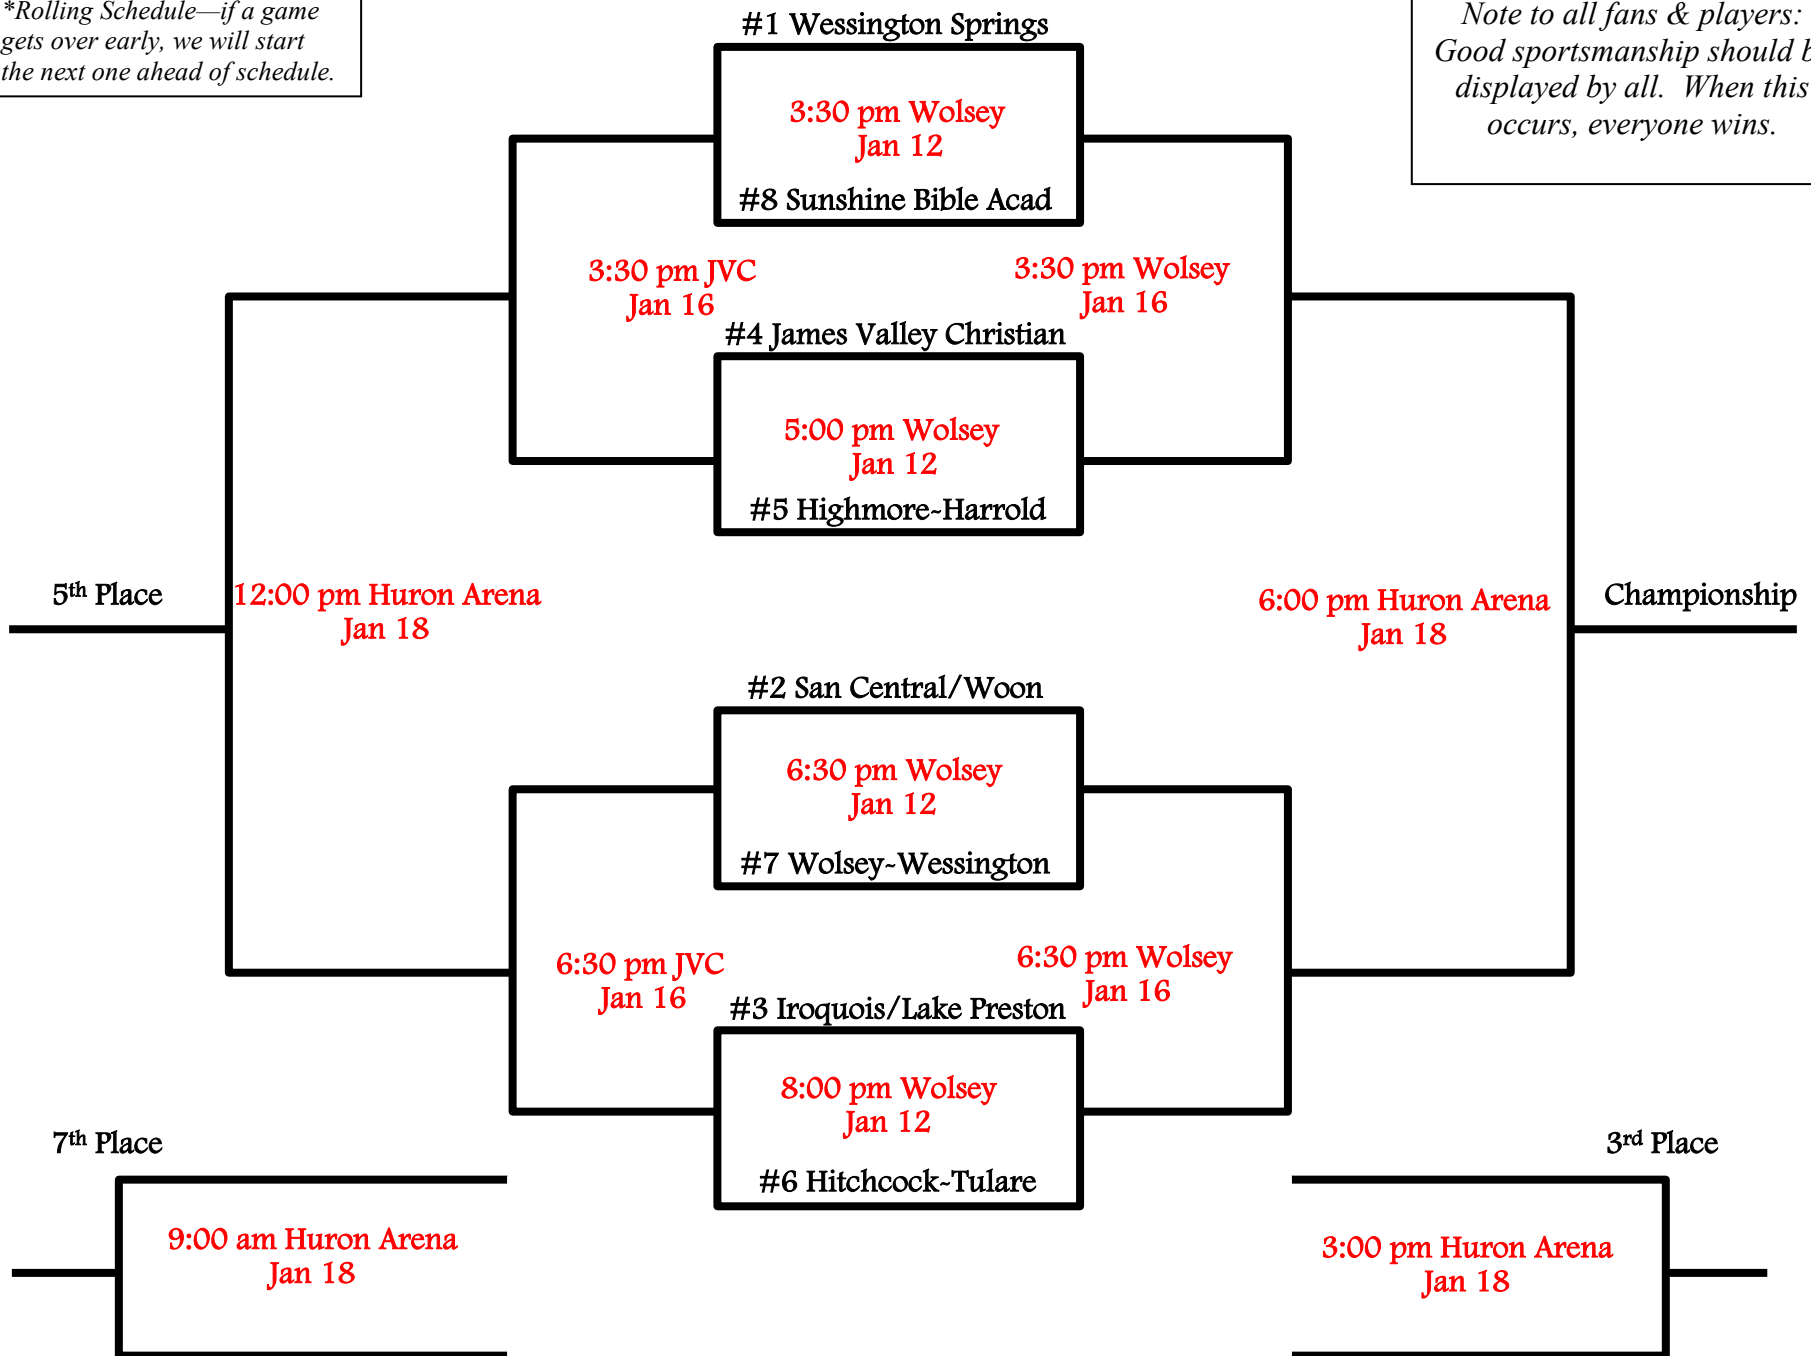 *Rolling Schedule—if a game
gets over early, we will start
the next one ahead of schedule.
Note to all fans & players:
Good sportsmanship should b
displayed by all. When this
occurs, everyone wins.
#1 Wessington Springs
3:30 pm Wolsey
Jan 12
#8 Sunshine Bible Acad
3:30 pm JVC
Jan 16
3:30 pm Wolsey
Jan 16
#4 James Valley Christian
5:00 pm Wolsey
Jan 12
#5 Highmore-Harrold
5th Place
12:00 pm Huron Arena
Jan 18
6:00 pm Huron Arena
Jan 18
Championship
#2 San Central/Woon
6:30 pm Wolsey
Jan 12
#7 Wolsey-Wessington
6:30 pm JVC
Jan 16
6:30 pm Wolsey
Jan 16
#3 Iroquois/Lake Preston
8:00 pm Wolsey
Jan 12
#6 Hitchcock-Tulare
7th Place
9:00 am Huron Arena
Jan 18
3rd Place
3:00 pm Huron Arena
Jan 18